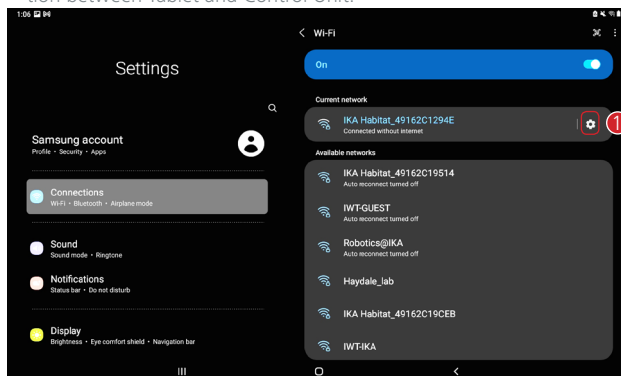 tion between Tablet and Control Unit.
1:06
Wi-Fi
Settings
On
Current network
IKA Habitat_49162C1294E
Connected without internet
1
Samsung account
Profile • Security • Apps
Available networks
IKA Habitat_49162C19514
Auto reconnect turned off
Connections
Wi-Fi • Bluetooth • Airplane mode
IWT-GUEST
Auto reconnect turned off
Sound
Sound mode • Ringtone
Robotics@IKA
Auto reconnect turned off
Notifications
Status bar • Do not disturb
Haydale_lab
IKA Habitat_49162C19CEB
Display
Brightness • Eye comfort shield • Navigation bar
IWT-IKA